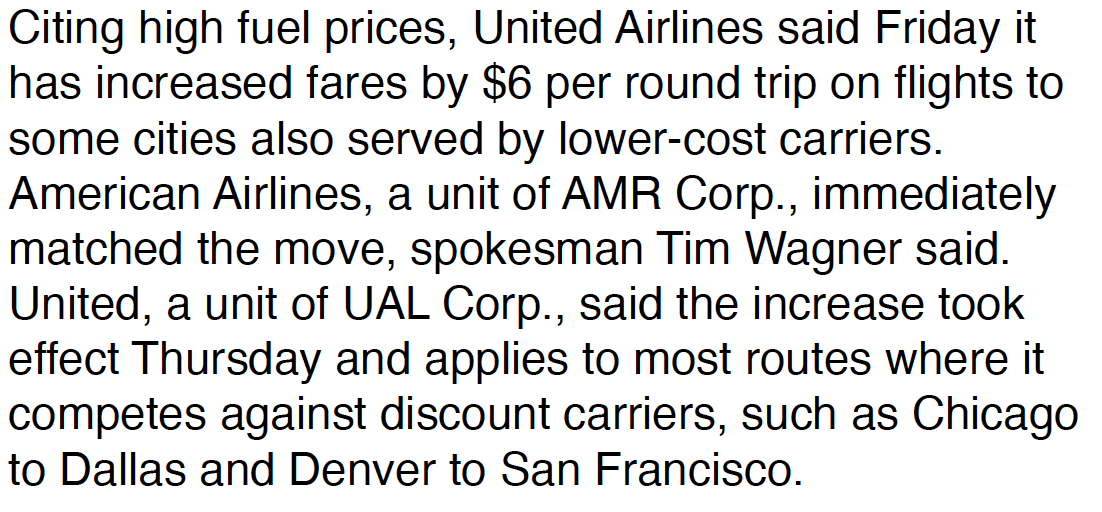 Citing high fuel prices, United Airlines said Friday it
has increased fares by $6 per round trip on flights to
some cities also served by lower-cost carriers.
American Airlines, a unit of AMR Corp., immediately
matched the move, spokesman Tim Wagner said.
United, a unit of UAL Corp., said the increase took
effect Thursday and applies to most routes where it
competes against discount carriers, such as Chicago
to Dallas and Denver to San Francisco.